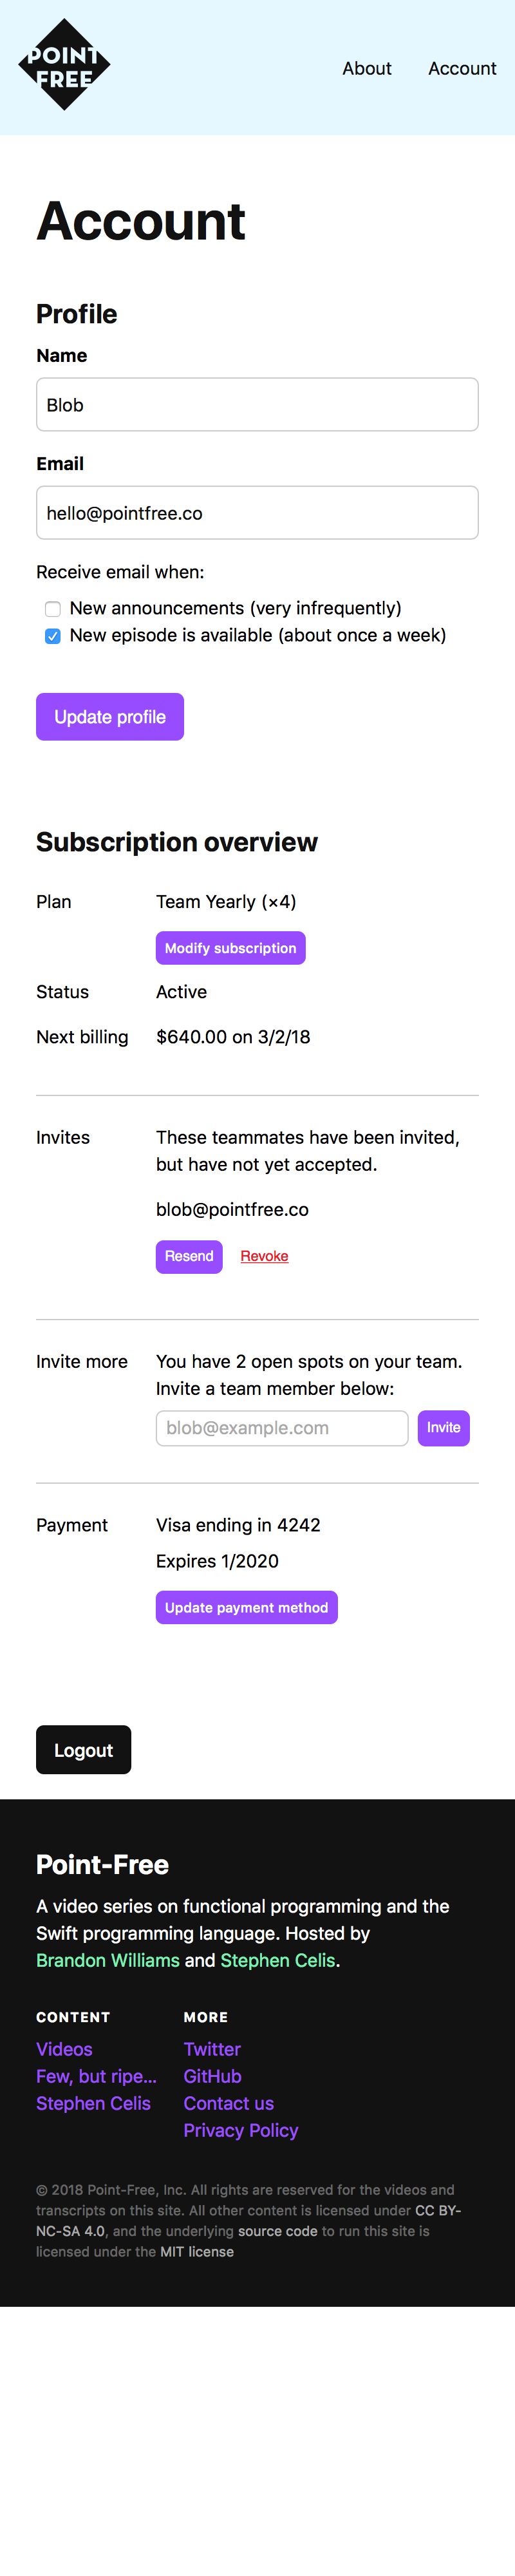 POINT
FREE
About Account
Account
Profile
Name
Blob
Email
hello@pointfree.co
Receive email when:
New announcements (very infrequently)
New episode is available (about once a week)
Update profile
Subscription overview
Plan Team Yearly (×4)
Modify subscription
Status Active
Next billing $640.00 on 3/2/18
Invites These teammates have been invited,
but have not yet accepted.
blob@pointfree.co
Resend Revoke
Invite more You have 2 open spots on your team.
Invite a team member below:
blob@example.com Invite
Payment Visa ending in 4242
Expires 1/2020
Update payment method
Logout
Point-Free
A video series on functional programming and the
Swift programming language. Hosted by
Brandon Williams and Stephen Celis.
CONTENT
Videos
Few, but ripe...
Stephen Celis
MORE
Twitter
GitHub
Contact us
Privacy Policy
© 2018 Point-Free, Inc. All rights are reserved for the videos and
transcripts on this site. All other content is licensed under CC BY-
NC-SA 4.0, and the underlying source code to run this site is
licensed under the MIT license